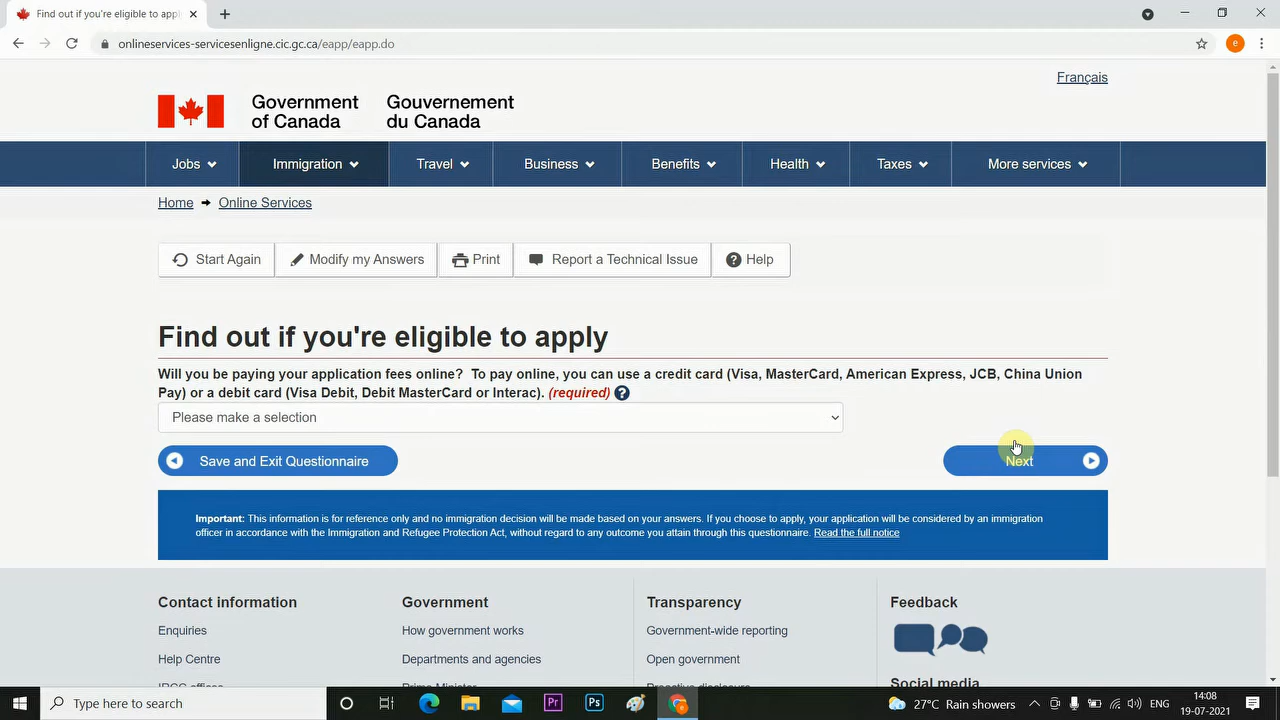 Find out if you're eligible to appl
onlineservices-servicesenligne.cic.gc.ca/eapp/eapp.do
e
Français
Government of Canada
Gouvernement du Canada
Jobs
Immigration
Travel
Business
Benefits
Health
Taxes
More services
Home
Online Services
Start Again
Modify my Answers
Print
Report a Technical Issue
Help
Find out if you're eligible to apply
Will you be paying your application fees online? To pay online, you can use a credit card (Visa, MasterCard, American Express, JCB, China Union
Pay) or a debit card (Visa Debit, Debit MasterCard or Interac). (required) ?
Please make a selection
Save and Exit Questionnaire
Next
Important: This information is for reference only and no immigration decision will be made based on your answers. If you choose to apply, your application will be considered by an immigration
officer in accordance with the Immigration and Refugee Protection Act, without regard to any outcome you attain through this questionnaire. Read the full notice
Contact information
Government
Transparency
Feedback
Enquiries
How government works
Government-wide reporting
Help Centre
Departments and agencies
Open government
IRCC offices
Prime Minister
Proactive disclosure
Social media
Type here to search
Pr
Ps
27°C Rain showers
ENG
14:08
19-07-2021